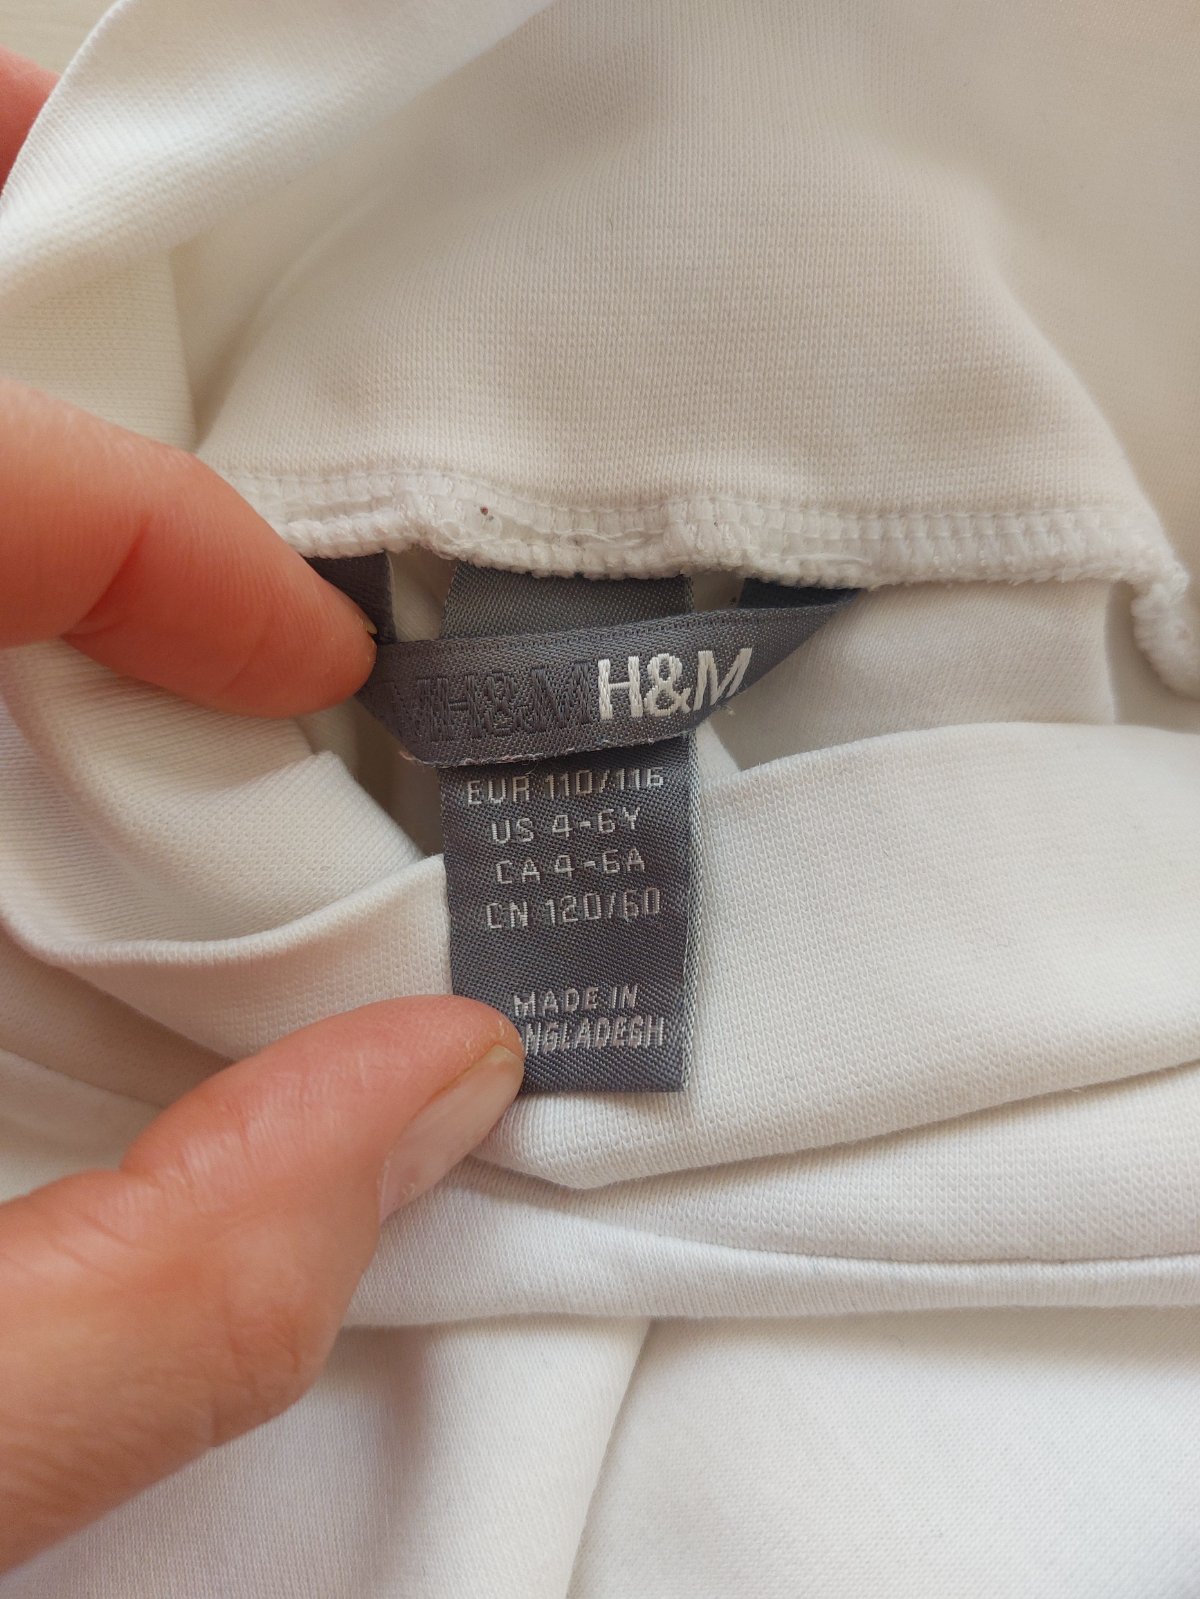 H&M H&M
EUR 110/116
US 4-6Y
CA 4-6A
CN 120/60
MADE IN
NGLADESH